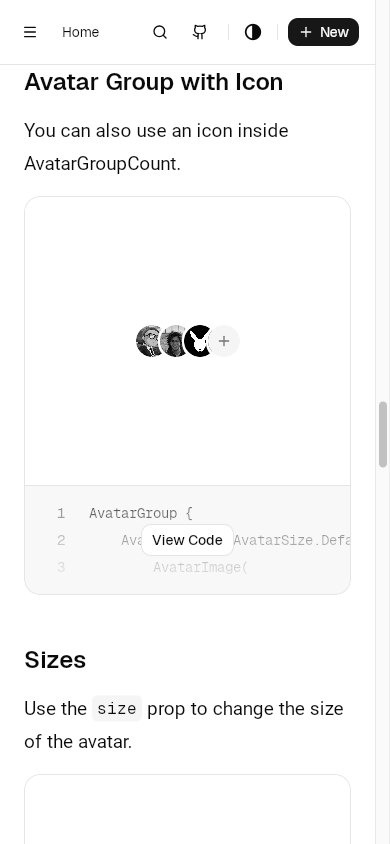 Home
New
Avatar Group with Icon
You can also use an icon inside
AvatarGroupCount.
1 AvatarGroup {
2 AvatarSize.Defa
View Code
3 AvatarImage(
Sizes
Use the size prop to change the size
of the avatar.